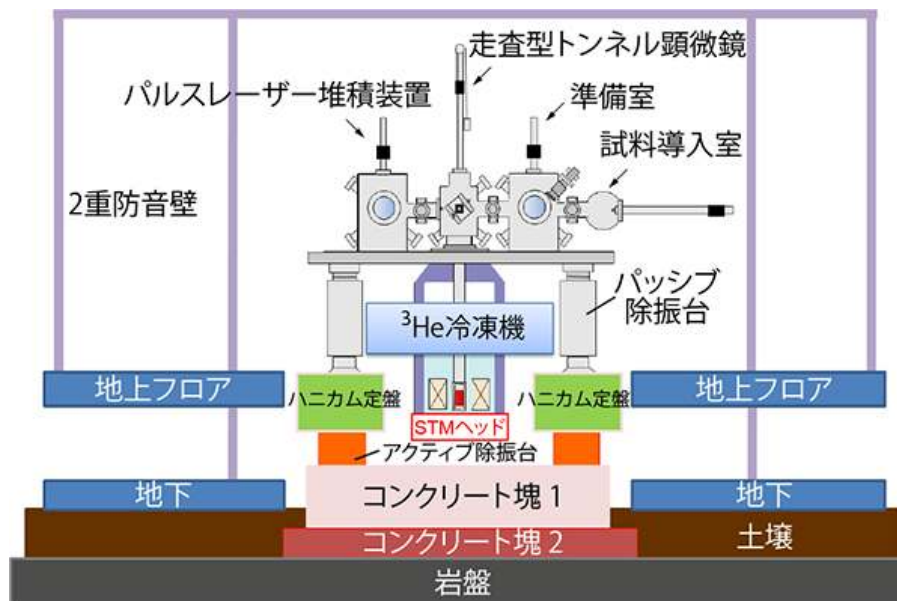 走査型トンネル顕微鏡
パルスレーザー堆積装置
準備室
試料導入室
2重防音壁
パッシブ
除振台
³He冷凍機
地上フロア
ハニカム定盤
ハニカム定盤
地上フロア
STMヘッド
アクティブ除振台
地下
コンクリート塊 1
地下
コンクリート塊 2
土壌
岩盤